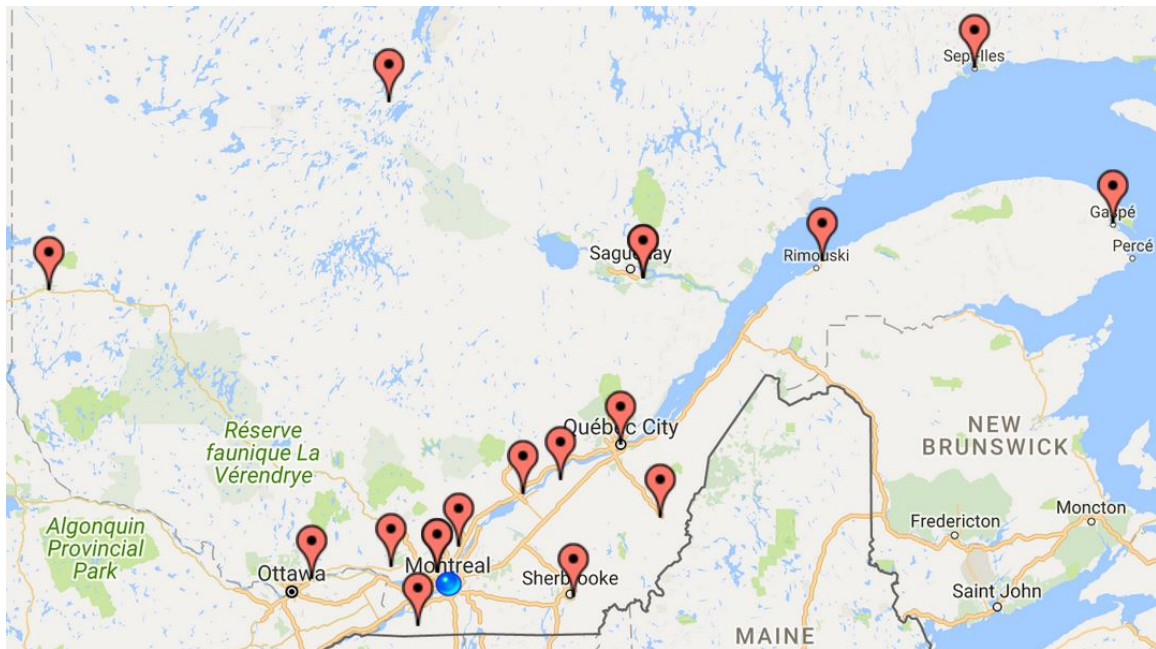 Sept-Îles
Gaspé
Percé
Saguenay
Rimouski
Québec City
NEW
BRUNSWICK
Réserve
faunique La
Vérendrye
Algonquin
Provincial
Park
Moncton
Fredericton
Ottawa
Montreal
Sherbrooke
Saint John
MAINE